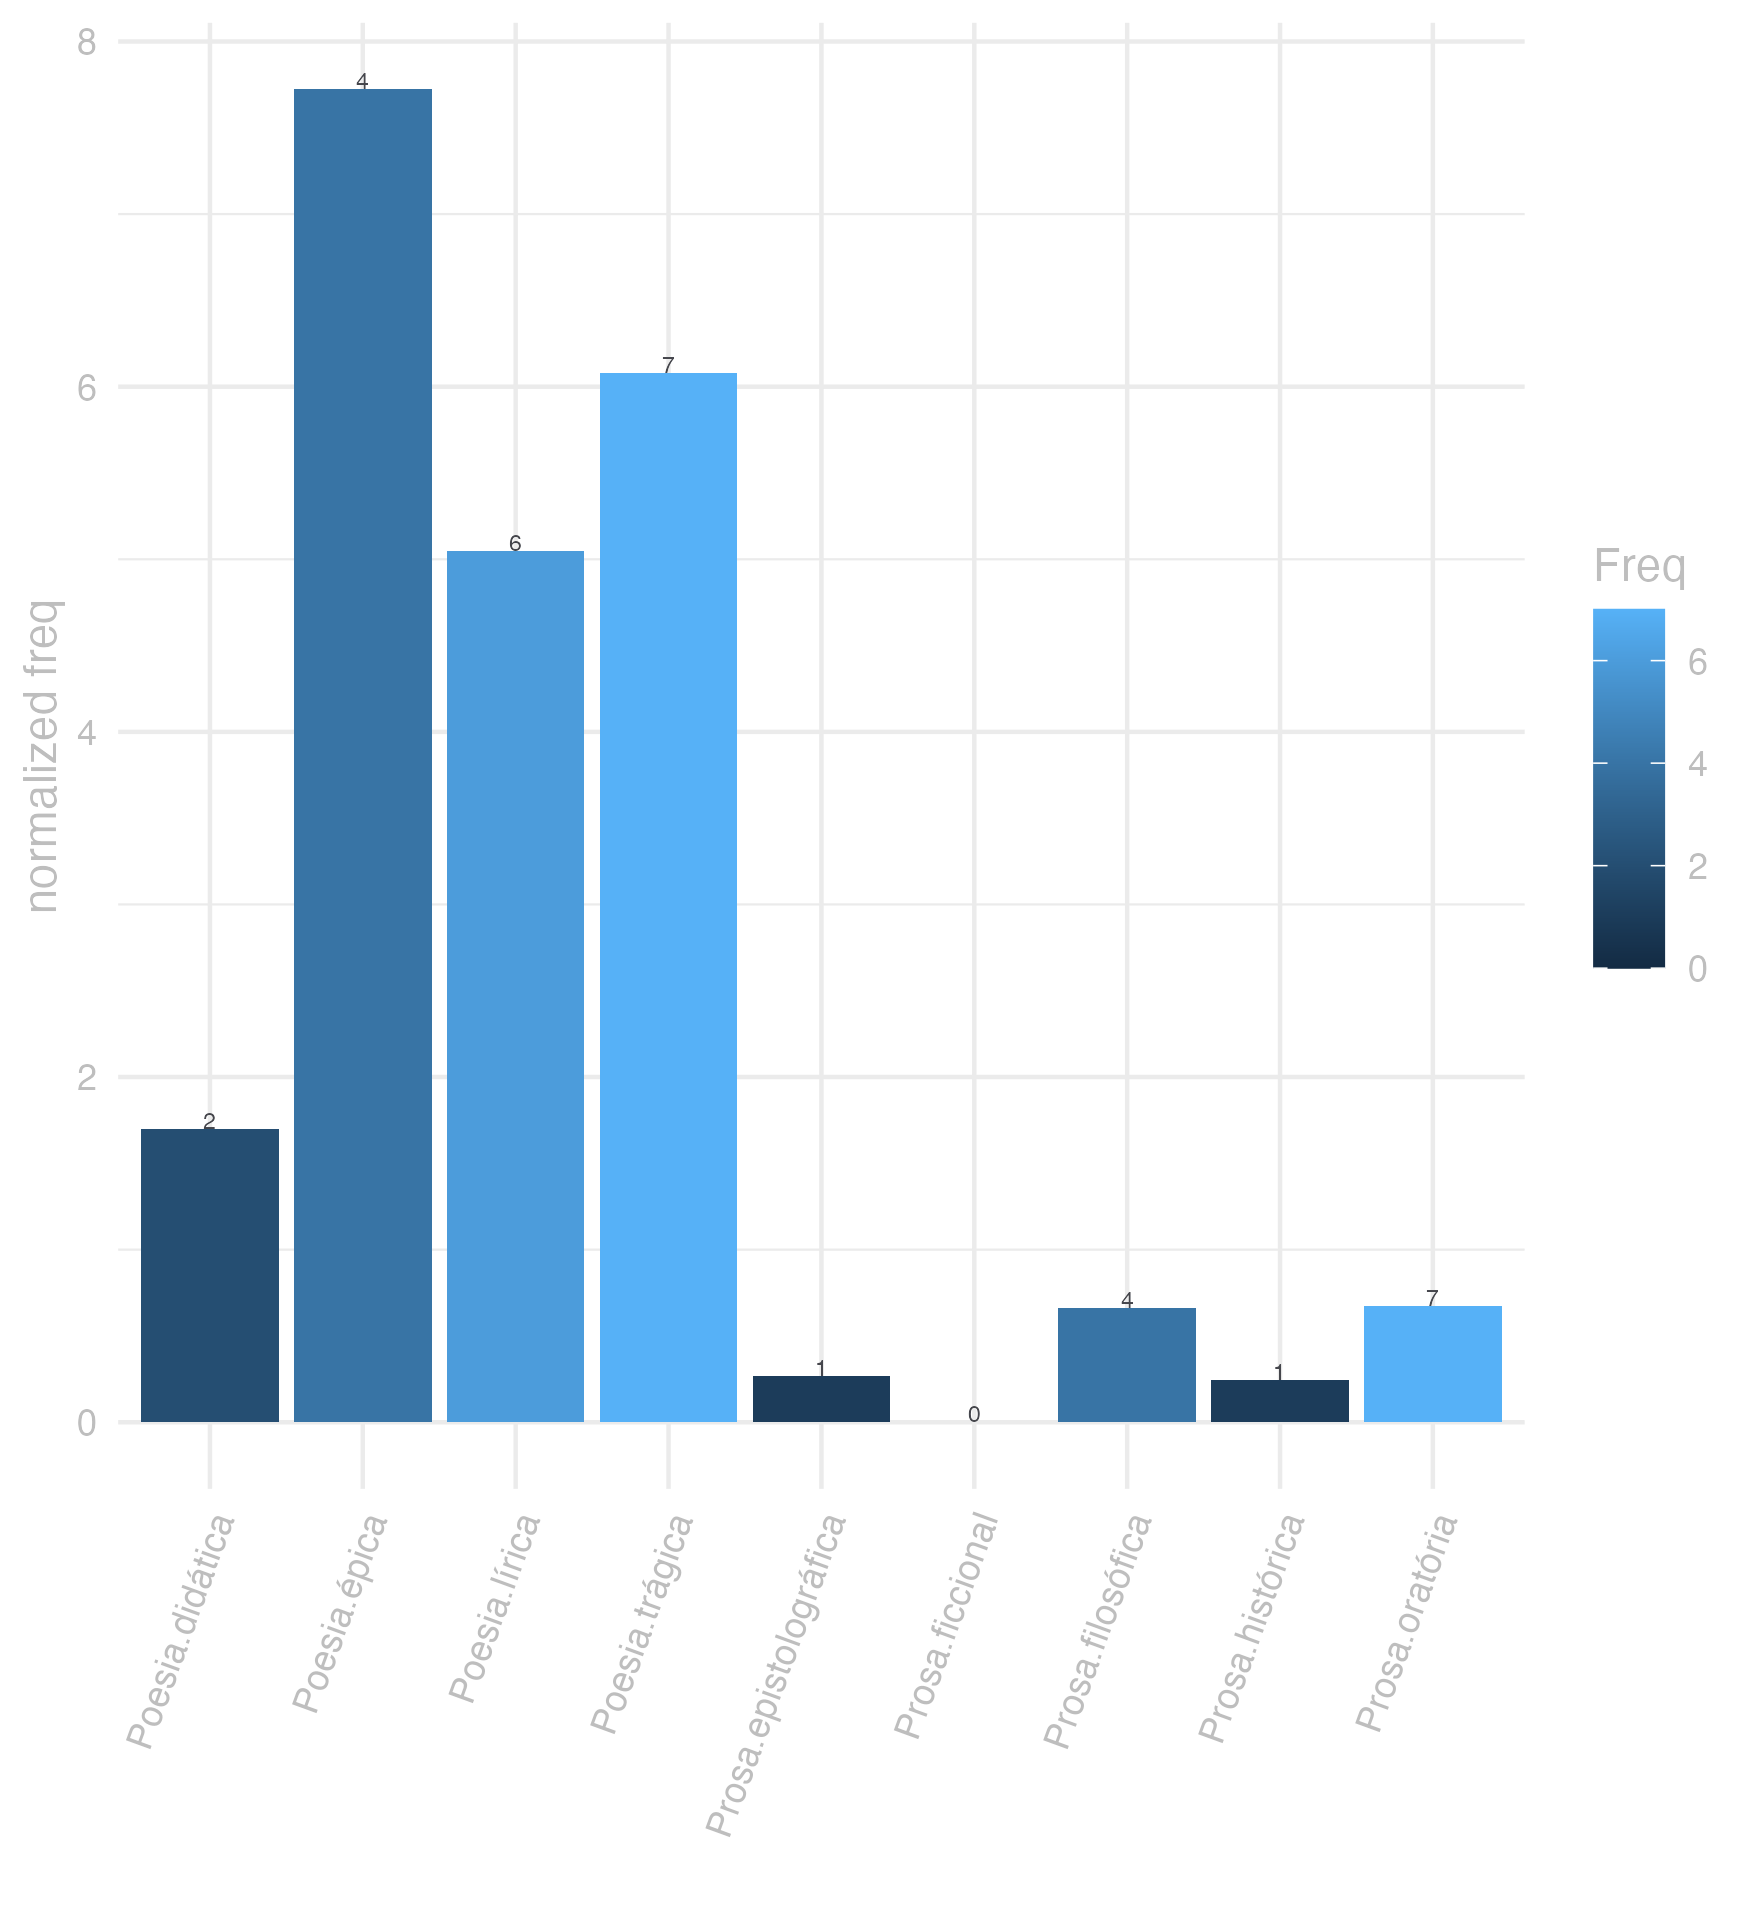 8
6
4
2
0
normalized freq
4
7
6
2
1
0
4
1
7
Freq
6
4
2
0
Poesia.didática
Poesia.épica
Poesia.lírica
Poesia.trágica
Prosa.epistolográfica
Prosa.ficcional
Prosa.filosófica
Prosa.histórica
Prosa.oratória